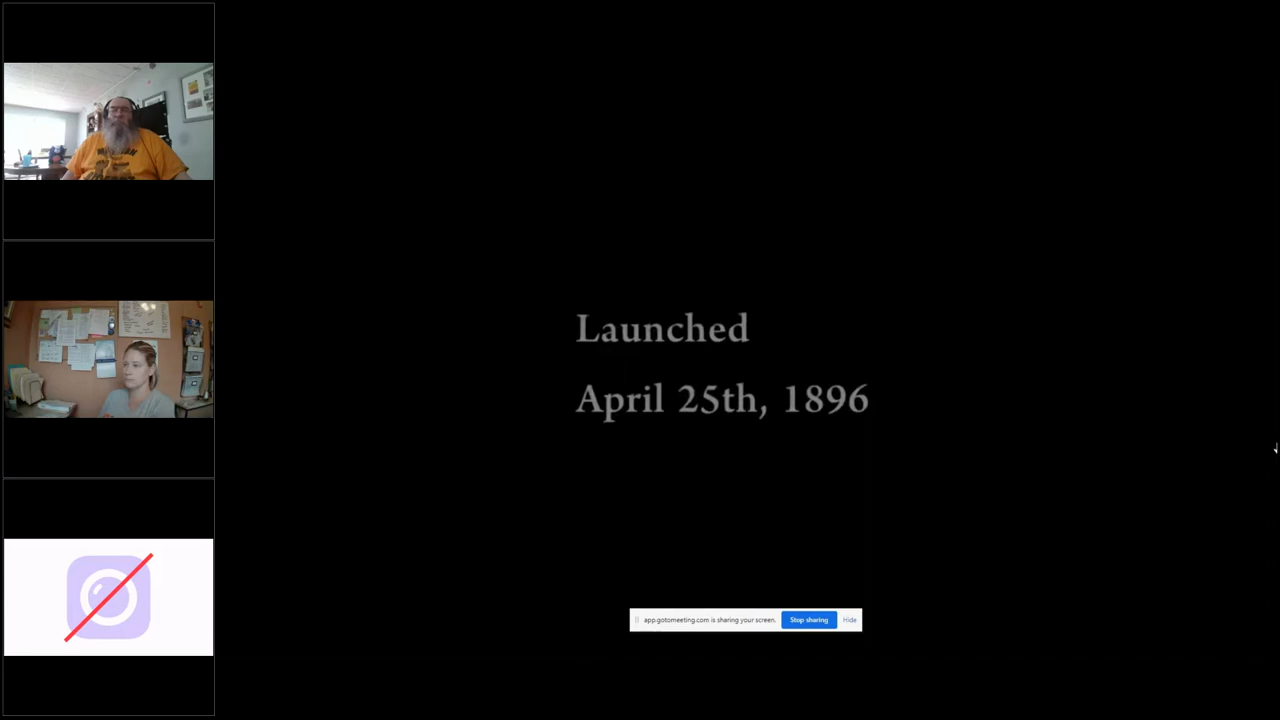 Launched
April 25th, 1896
app.gotomeeting.com is sharing your screen. Stop sharing Hide